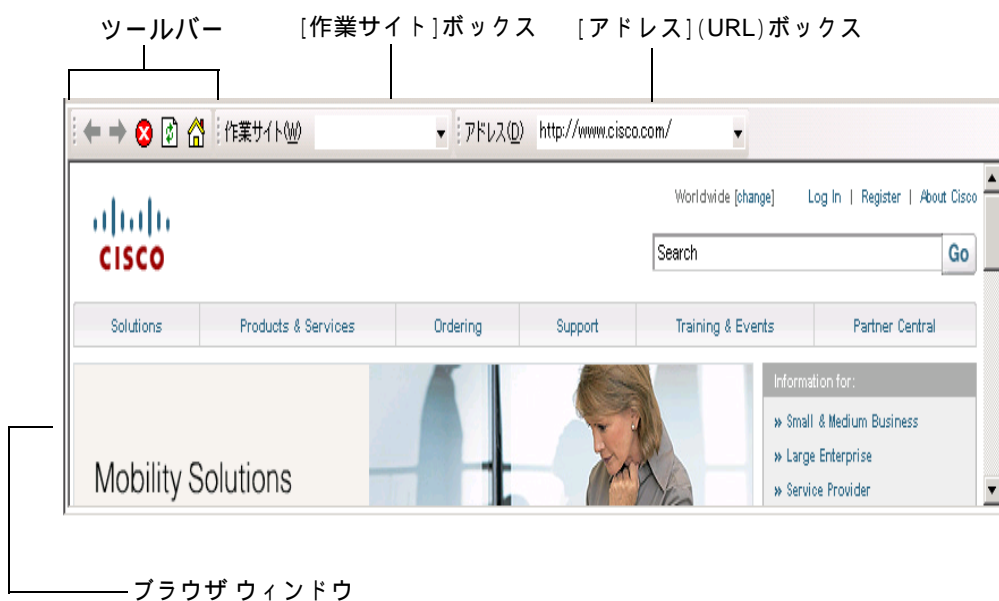 ツールバー [作業サイト]ボックス [アドレス](URL)ボックス
作業サイト(W) アドレス(D) http://www.cisco.com/
Worldwide [change] Log In | Register | About Cisco
CISCO
Search Go
Solutions Products & Services Ordering Support Training & Events Partner Central
Information for:
» Small & Medium Business
» Large Enterprise
Mobility Solutions
» Service Provider
ブラウザ ウィンドウ